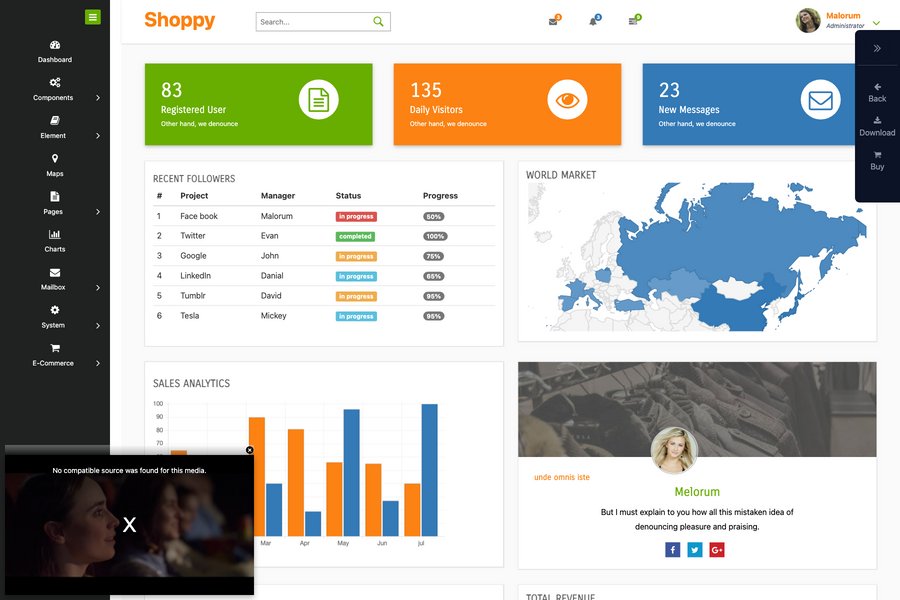 Shoppy
Search...
3
3
9
Malorum
Administrator
Dashboard
Components
Element
Maps
Pages
Charts
Mailbox
System
E-Commerce
Back
Download
Buy
83
Registered User
Other hand, we denounce
135
Daily Visitors
Other hand, we denounce
23
New Messages
Other hand, we denounce
RECENT FOLLOWERS
# Project Manager Status Progress
1 Face book Malorum in progress 50%
2 Twitter Evan completed 100%
3 Google John in progress 75%
4 LinkedIn Danial in progress 65%
5 Tumblr David in progress 95%
6 Tesla Mickey in progress 95%
WORLD MARKET
SALES ANALYTICS
100
90
80
70
Mar Apr May Jun jul
No compatible source was found for this media.
X
unde omnis iste
Melorum
But I must explain to you how all this mistaken idea of
denouncing pleasure and praising.
f
G+
TOTAL REVENUE